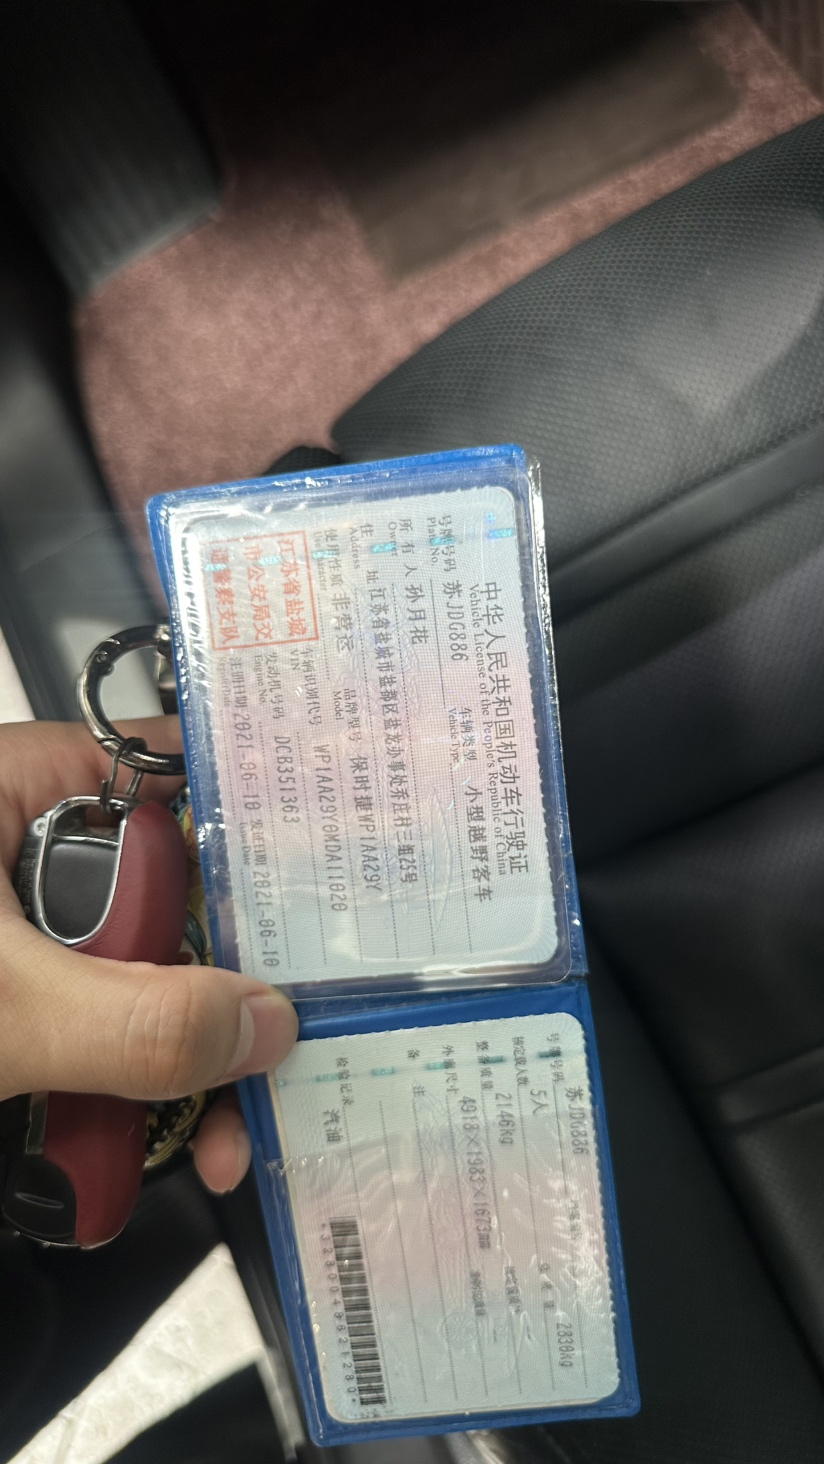 中华人民共和国机动车行驶证
Vehicle License of the People's Republic of China
号牌号码 苏JDG886 车辆类型 小型越野客车
Plate No. Vehicle Type
所有人 孙月花
Owner
住址 江苏省盐城市盐都区盐龙办事处乔庄村三组25号
Address
使用性质 非营运 品牌型号 保时捷WP1AA29Y
Model
江苏省盐城
市公安局交
通警察支队
车辆识别代号 WP1AA29Y0MDA11020
VIN
发动机号码 DCB351363
Engine No.
注册日期 2021-06-10 发证日期 2021-06-10
Issue Date
号牌号码 苏JDG886
核定载人数 5人 总质量 2830kg
整备质量 2146kg
外廓尺寸 4918×1983×1673mm
备注
检验记录 汽油